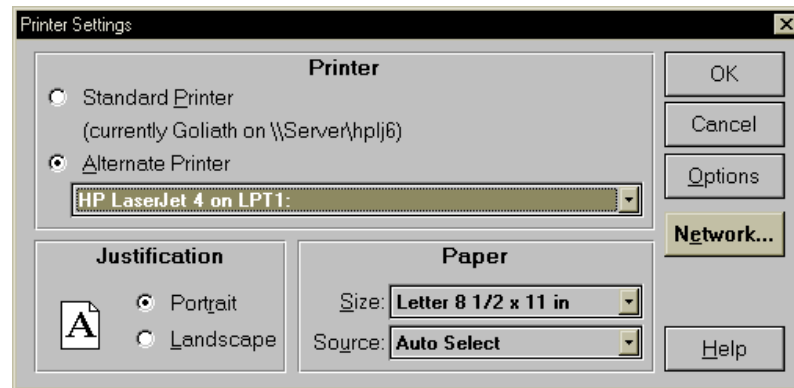 Printer Settings
Printer
Standard Printer
(currently Goliath on \\Server\hplj6)
Alternate Printer
HP LaserJet 4 on LPT1:
OK
Cancel
Options
Network...
Justification
A
Portrait
Landscape
Paper
Size: Letter 8 1/2 x 11 in
Source: Auto Select
Help